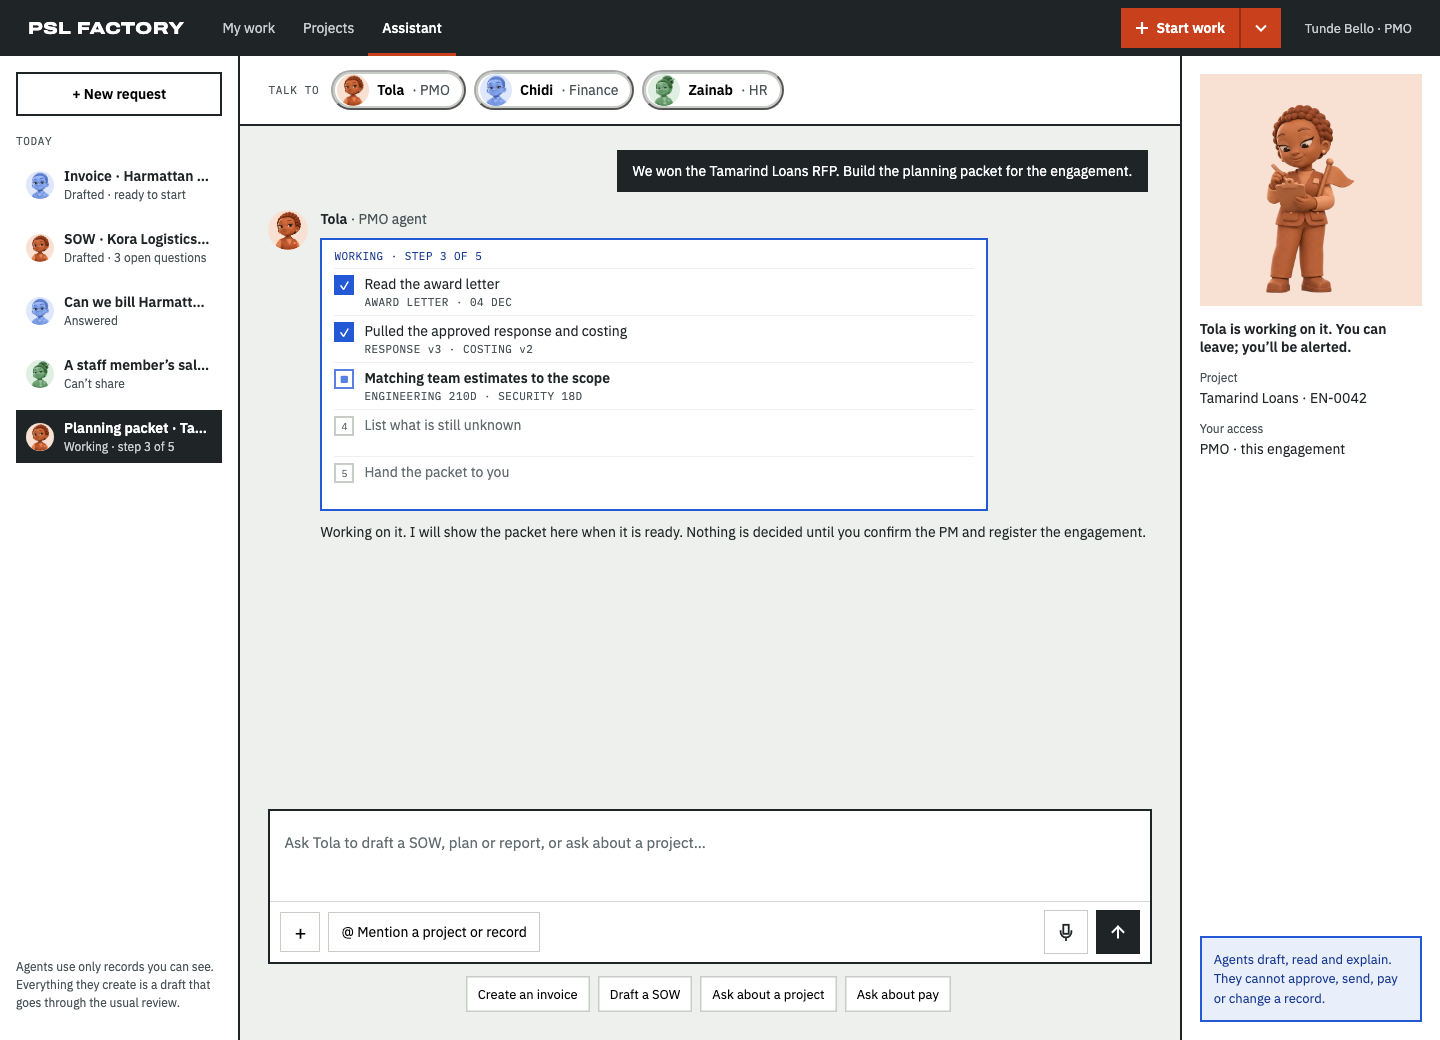 PSL FACTORY
My work
Projects
Assistant
+ Start work
Tunde Bello · PMO
+ New request
TODAY
Invoice · Harmattan ...
Drafted · ready to start
SOW · Kora Logistics...
Drafted · 3 open questions
Can we bill Harmatt...
Answered
A staff member’s sal...
Can’t share
Planning packet · Ta...
Working · step 3 of 5
Agents use only records you can see.
Everything they create is a draft that
goes through the usual review.
TALK TO
Tola · PMO
Chidi · Finance
Zainab · HR
We won the Tamarind Loans RFP. Build the planning packet for the engagement.
Tola · PMO agent
WORKING · STEP 3 OF 5
Read the award letter
AWARD LETTER · 04 DEC
Pulled the approved response and costing
RESPONSE v3 · COSTING v2
Matching team estimates to the scope
ENGINEERING 210D · SECURITY 18D
4 List what is still unknown
5 Hand the packet to you
Working on it. I will show the packet here when it is ready. Nothing is decided until you confirm the PM and register the engagement.
Ask Tola to draft a SOW, plan or report, or ask about a project...
+
@ Mention a project or record
Create an invoice
Draft a SOW
Ask about a project
Ask about pay
Tola is working on it. You can
leave; you’ll be alerted.
Project
Tamarind Loans · EN-0042
Your access
PMO · this engagement
Agents draft, read and explain.
They cannot approve, send, pay
or change a record.